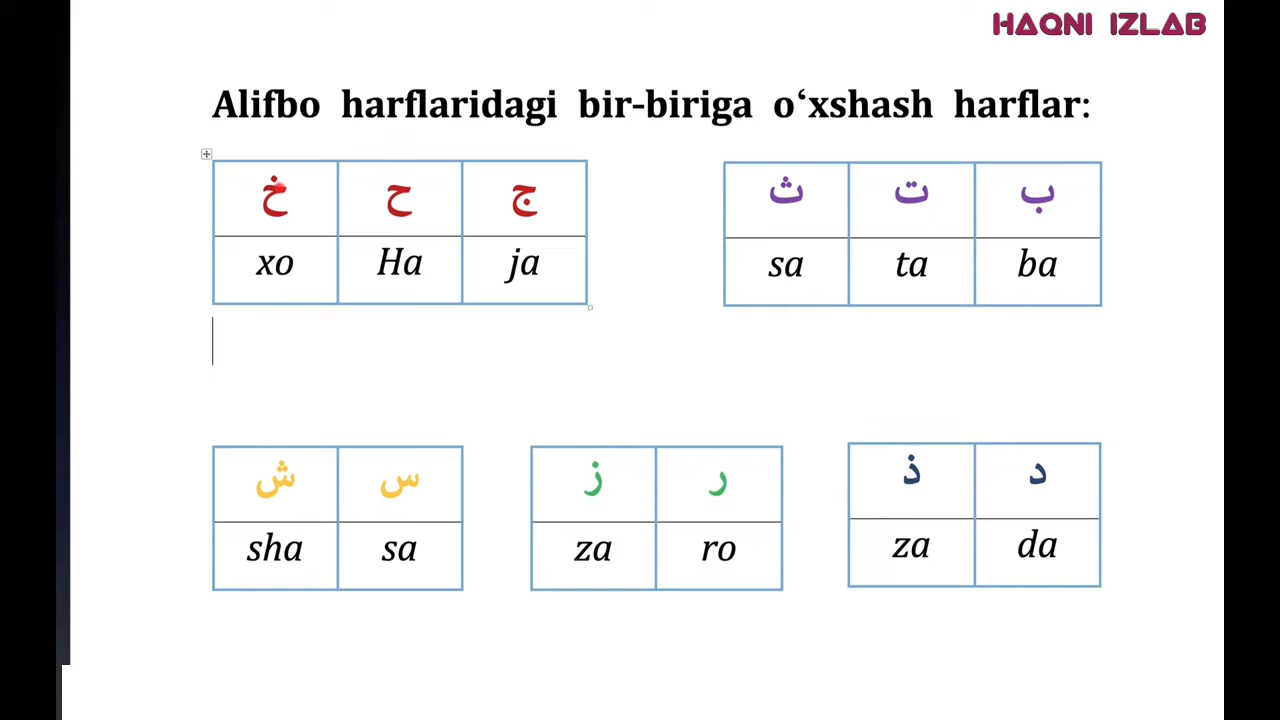 HAQNI IZLAB
Alifbo harflaridagi bir-biriga oʻxshash harflar:
خ ح ج
xo Ha ja
ث ت ب
sa ta ba
ش س
sha sa
ز ر
za ro
ذ د
za da